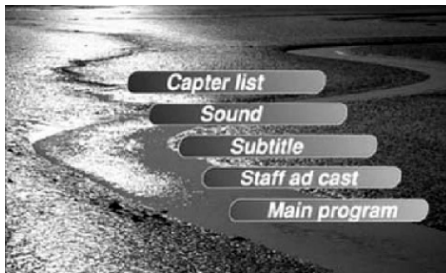 Capter list
Sound
Subtitle
Staff ad cast
Main program